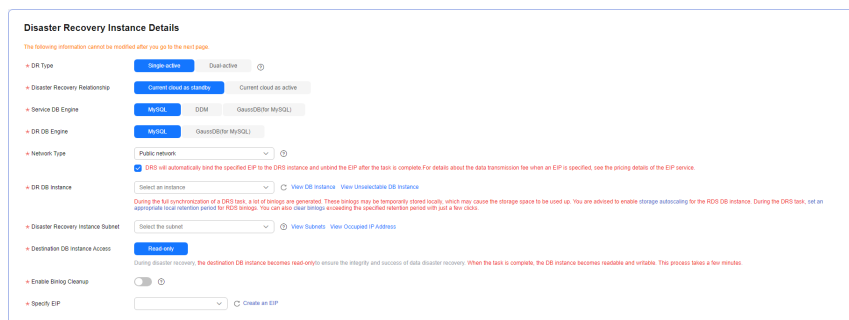 Disaster Recovery Instance Details
The following information cannot be modified after you go to the next page.
* DR Type Single-active Dual-active
* Disaster Recovery Relationship Current cloud as standby Current cloud as active
* Service DB Engine MySQL DDM GaussDB(for MySQL)
* DR DB Engine MySQL GaussDB(for MySQL)
* Network Type Public network
DRS will automatically bind the specified EIP to the DRS instance and unbind the EIP after the task is complete.For details about the data transmission fee when an EIP is specified, see the pricing details of the EIP service.
* DR DB Instance Select an instance View DB Instance View Unselectable DB Instance
During the full synchronization of a DRS task, a lot of binlogs are generated. These binlogs may be temporarily stored locally, which may cause the storage space to be used up. You are advised to enable storage autoscaling for the RDS DB instance. During the DRS task, set an
appropriate local retention period for RDS binlogs. You can also clear binlogs exceeding the specified retention period with just a few clicks.
* Disaster Recovery Instance Subnet Select the subnet View Subnets View Occupied IP Address
* Destination DB Instance Access Read-only
During disaster recovery, the destination DB instance becomes read-onlyto ensure the integrity and success of data disaster recovery. When the task is complete, the DB instance becomes readable and writable. This process takes a few minutes.
* Enable Binlog Cleanup
* Specify EIP Create an EIP